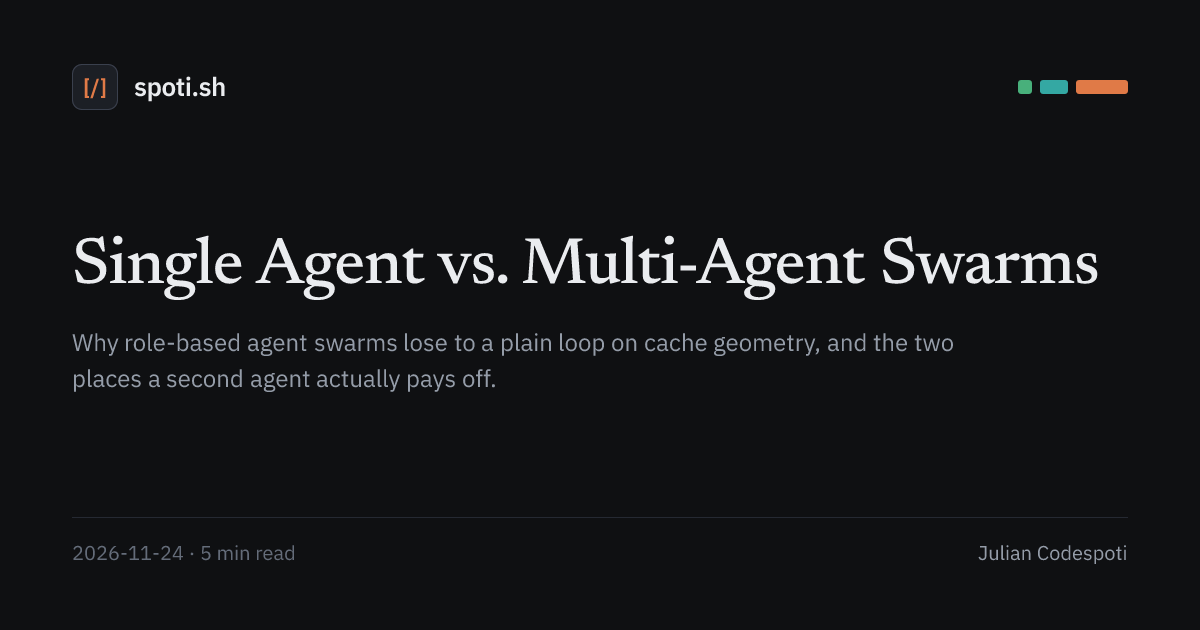 [/] spoti.sh
Single Agent vs. Multi-Agent Swarms
Why role-based agent swarms lose to a plain loop on cache geometry, and the two
places a second agent actually pays off.
2026-11-24 · 5 min read
Julian Codespoti